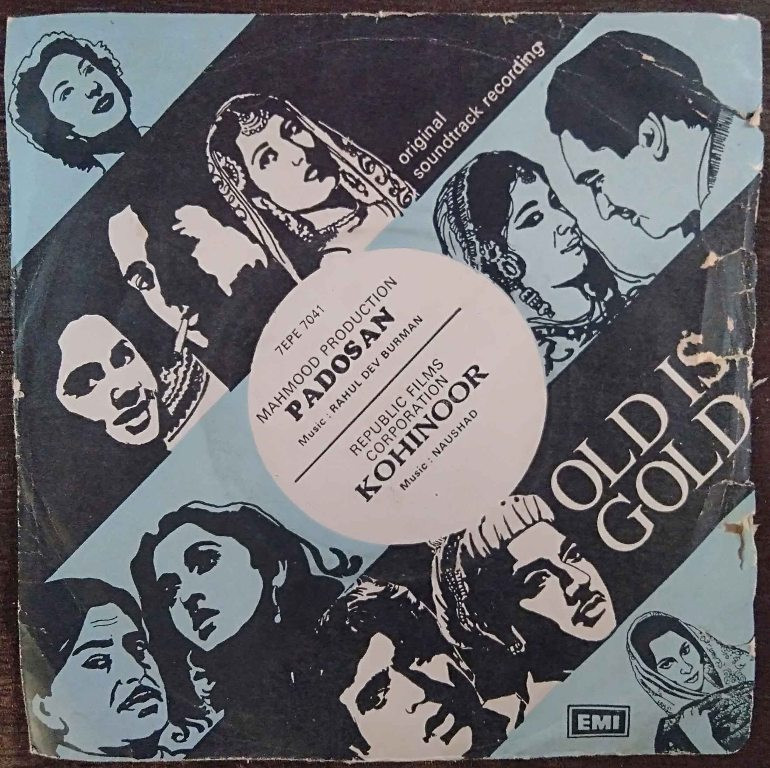 original
soundtrack recording
7EPE 7041
MAHMOOD PRODUCTION
PADOSAN
Music : RAHUL DEV BURMAN
REPUBLIC FILMS
CORPORATION
KOHINOOR
Music : NAUSHAD
OLD IS
GOLD
EMI